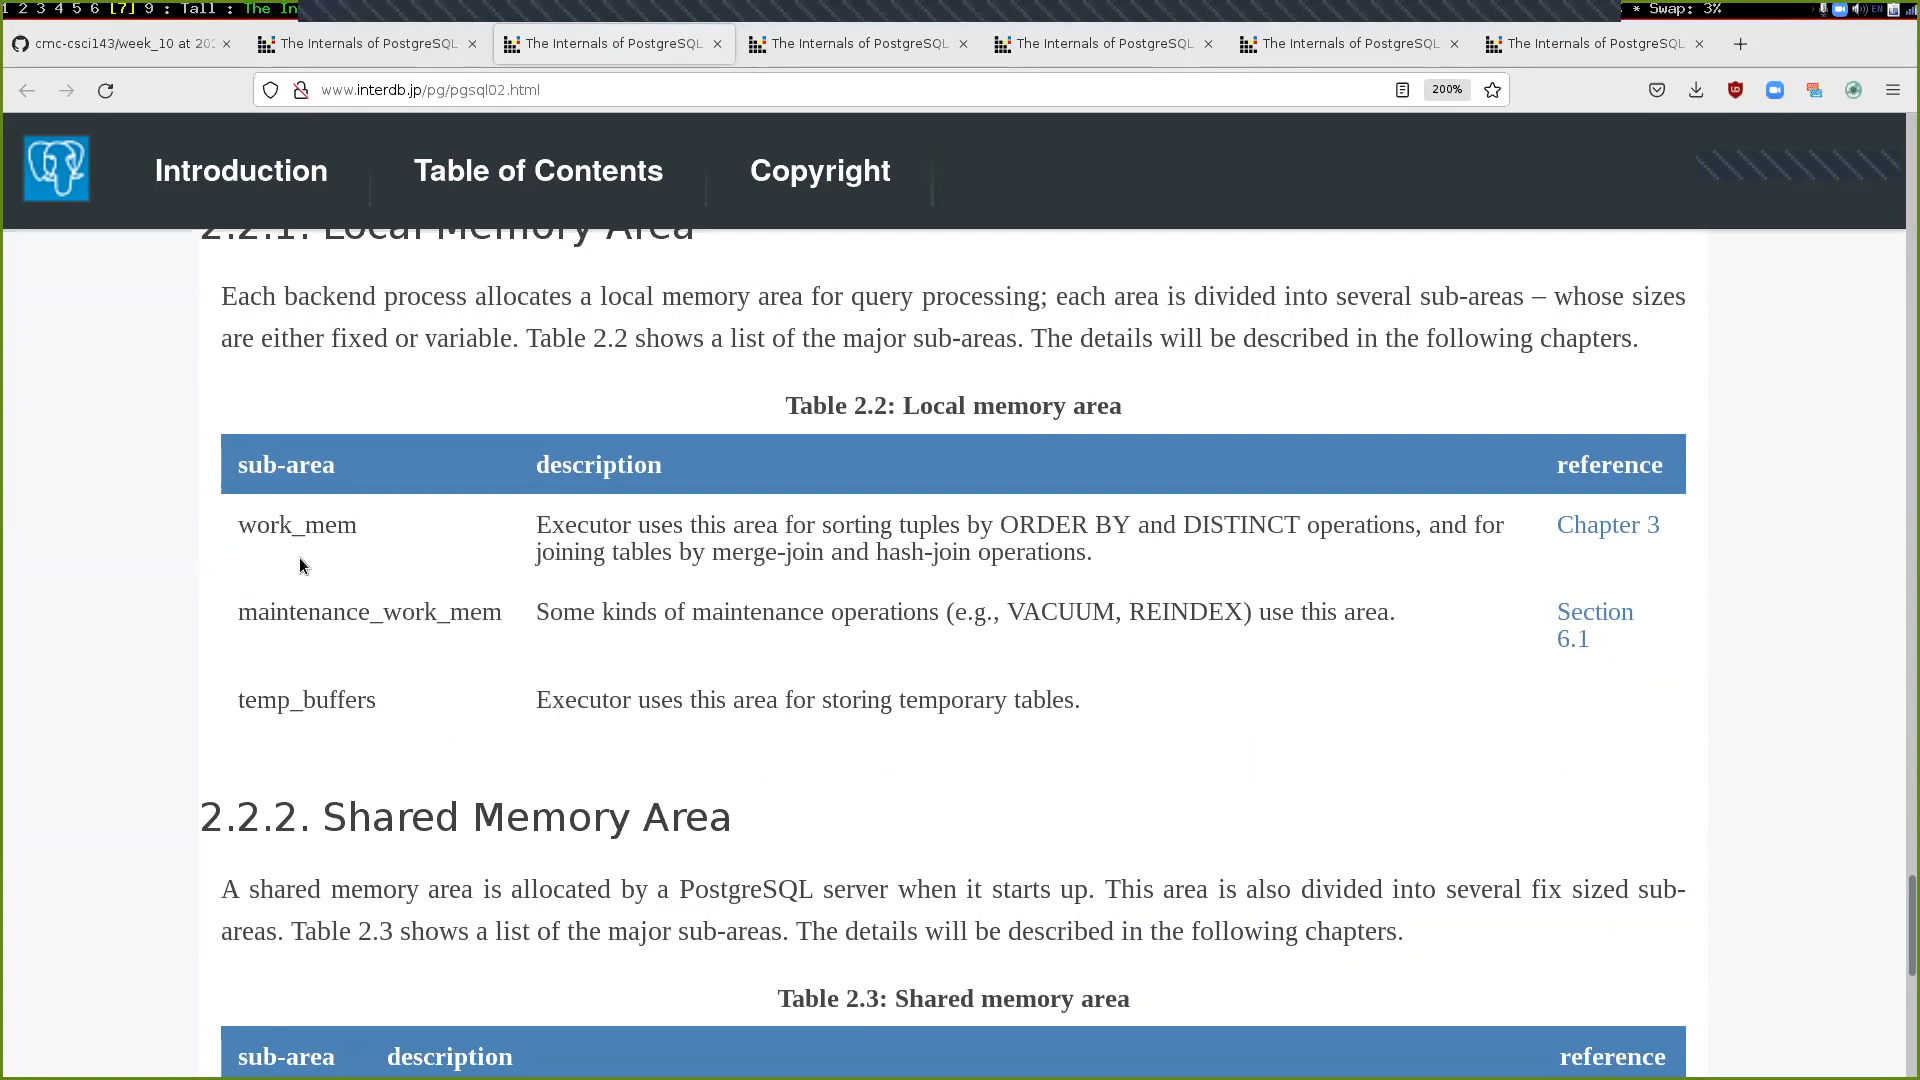 1 2 3 4 5 6 [7] 9 : Tall : The In
* Swap: 3%
EN
cmc-csci143/week_10 at 20
The Internals of PostgreSQL
The Internals of PostgreSQL
The Internals of PostgreSQL
The Internals of PostgreSQL
The Internals of PostgreSQL
The Internals of PostgreSQL
www.interdb.jp/pg/pgsql02.html
200%
Introduction
Table of Contents
Copyright
2.2.1. Local Memory Area
Each backend process allocates a local memory area for query processing; each area is divided into several sub-areas – whose sizes
are either fixed or variable. Table 2.2 shows a list of the major sub-areas. The details will be described in the following chapters.
Table 2.2: Local memory area
sub-area description reference
work_mem Executor uses this area for sorting tuples by ORDER BY and DISTINCT operations, and for Chapter 3
joining tables by merge-join and hash-join operations.
maintenance_work_mem Some kinds of maintenance operations (e.g., VACUUM, REINDEX) use this area. Section
6.1
temp_buffers Executor uses this area for storing temporary tables.
2.2.2. Shared Memory Area
A shared memory area is allocated by a PostgreSQL server when it starts up. This area is also divided into several fix sized sub-
areas. Table 2.3 shows a list of the major sub-areas. The details will be described in the following chapters.
Table 2.3: Shared memory area
sub-area description reference